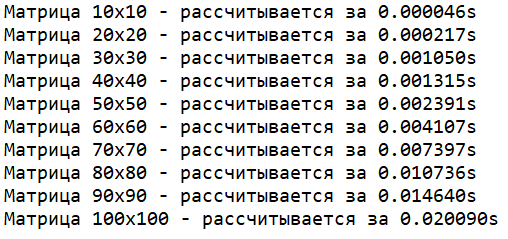 Матрица 10x10 - рассчитывается за 0.000046s
Матрица 20x20 - рассчитывается за 0.000217s
Матрица 30x30 - рассчитывается за 0.001050s
Матрица 40x40 - рассчитывается за 0.001315s
Матрица 50x50 - рассчитывается за 0.002391s
Матрица 60x60 - рассчитывается за 0.004107s
Матрица 70x70 - рассчитывается за 0.007397s
Матрица 80x80 - рассчитывается за 0.010736s
Матрица 90x90 - рассчитывается за 0.014640s
Матрица 100x100 - рассчитывается за 0.020090s